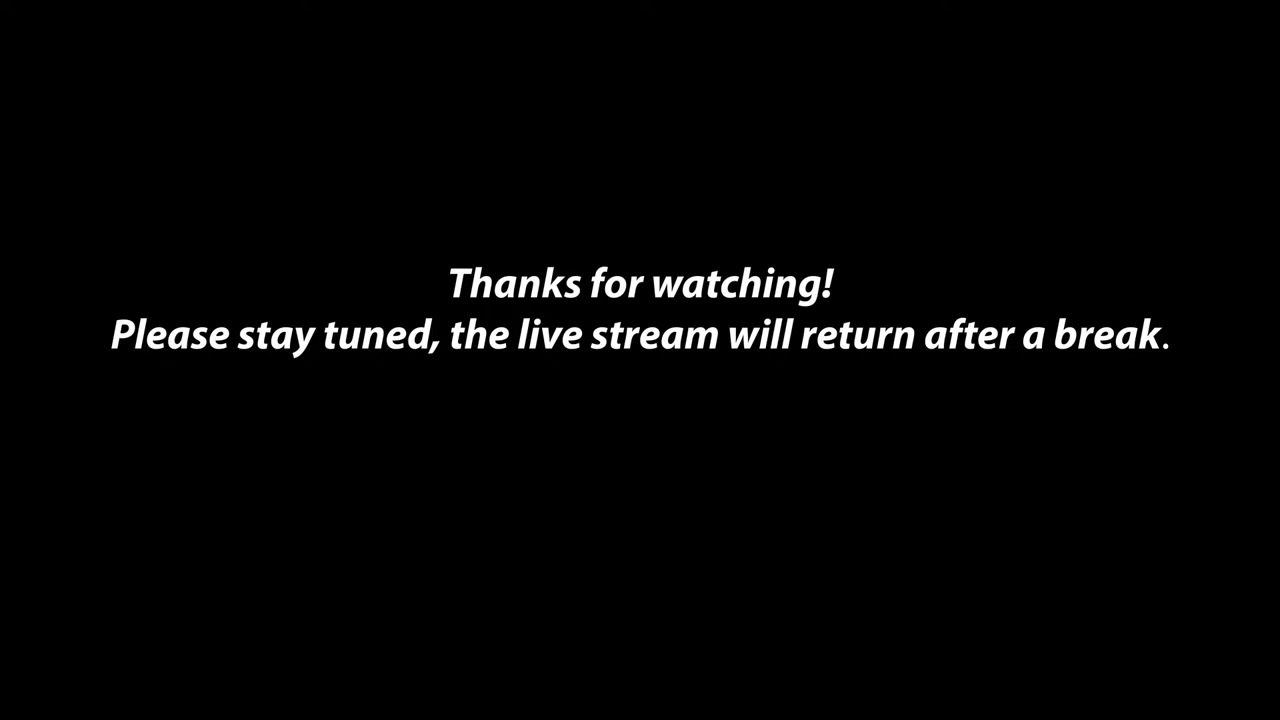 Thanks for watching!
Please stay tuned, the live stream will return after a break.